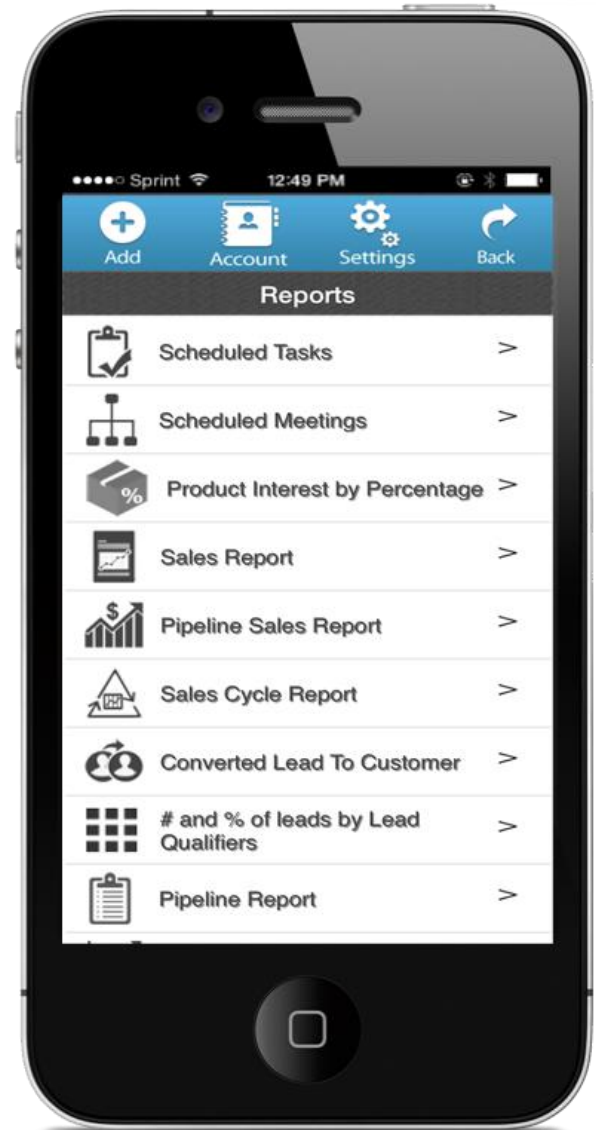 Sprint 12:49 PM
Add Account Settings Back
Reports
Scheduled Tasks >
Scheduled Meetings >
% Product Interest by Percentage >
Sales Report >
$ Pipeline Sales Report >
Sales Cycle Report >
Converted Lead To Customer >
# and % of leads by Lead >
Qualifiers
Pipeline Report >